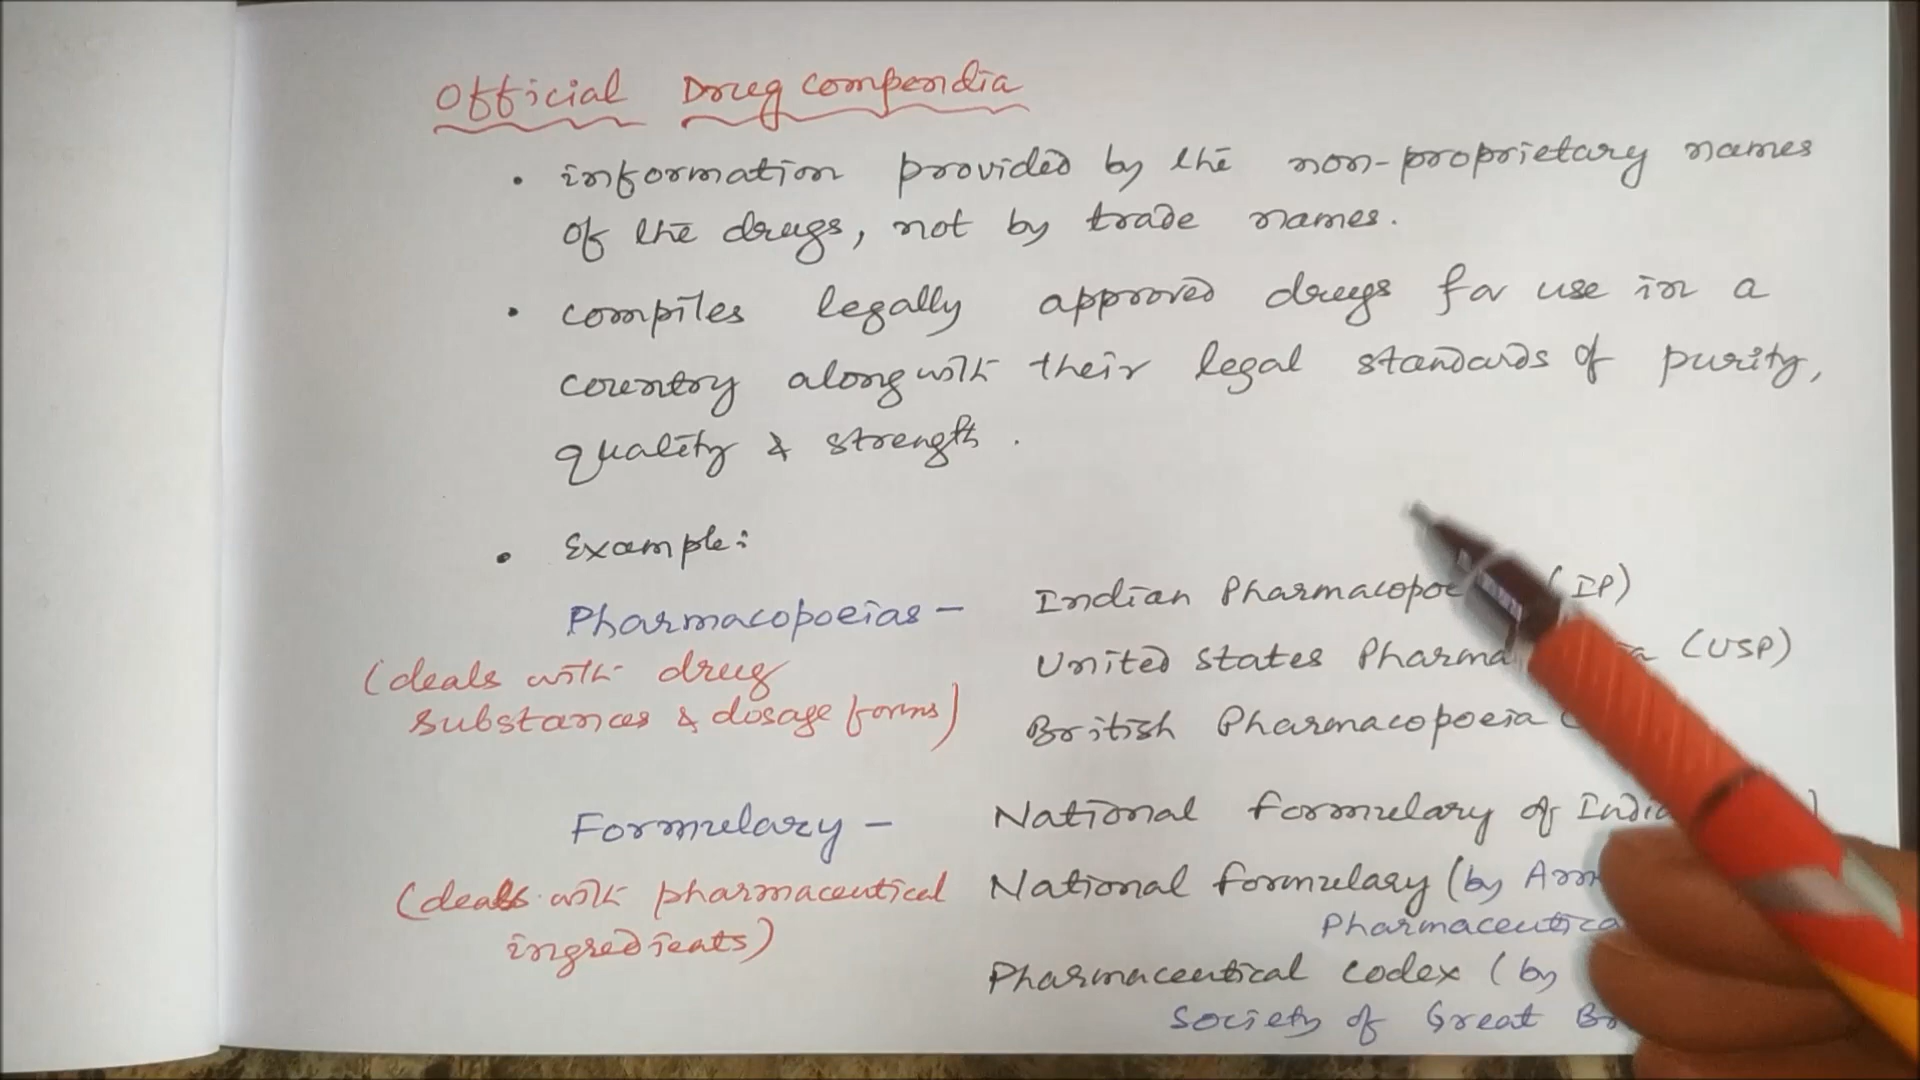 Official Drug compendia
• information provided by the non-proprietary names
of the drugs, not by trade names.
• compiles legally approved drugs for use in a
country alongwith their legal standards of purity,
quality & strength.
• Example:
Pharmacopoeias - Indian Pharmacopoe (IP)
(deals with drug United States Pharma a (USP)
substances & dosage forms) British Pharmacopoeia (
Formulary - National Formulary of India )
(deals with pharmaceutical National Formulary (by
ingredients) Pharmaceutica
Pharmaceutical Codex (by
Society of Great